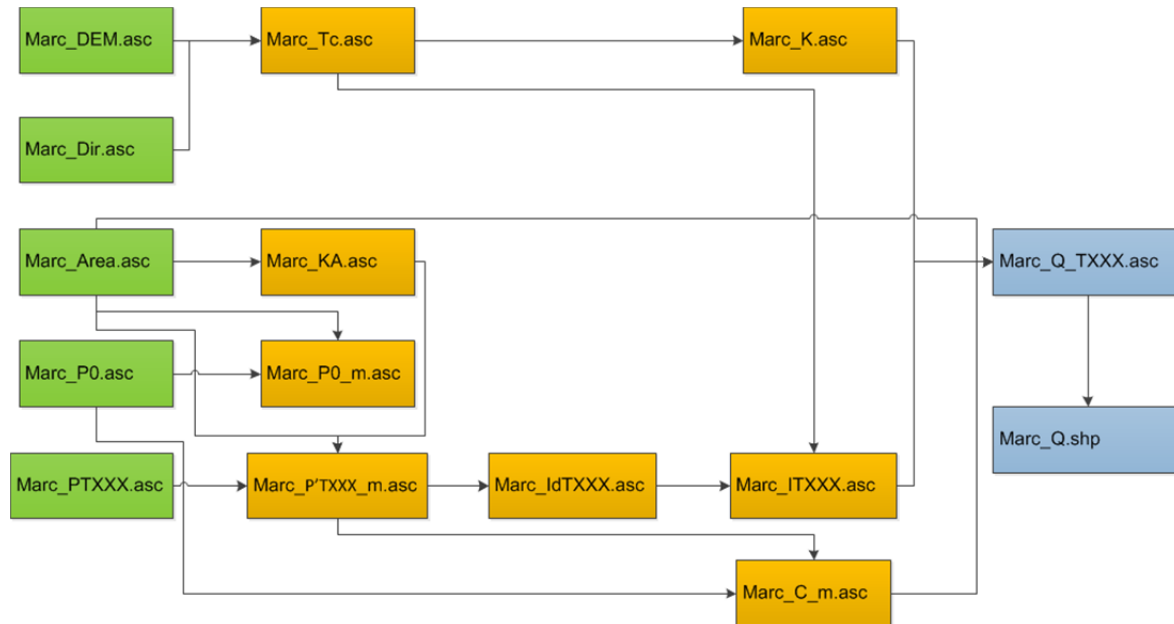 Marc_DEM.asc
Marc_Tc.asc
Marc_K.asc
Marc_Dir.asc
Marc_Area.asc
Marc_KA.asc
Marc_Q_TXXX.asc
Marc_P0.asc
Marc_P0_m.asc
Marc_Q.shp
Marc_PTXXX.asc
Marc_P'TXXX_m.asc
Marc_IdTXXX.asc
Marc_ITXXX.asc
Marc_C_m.asc